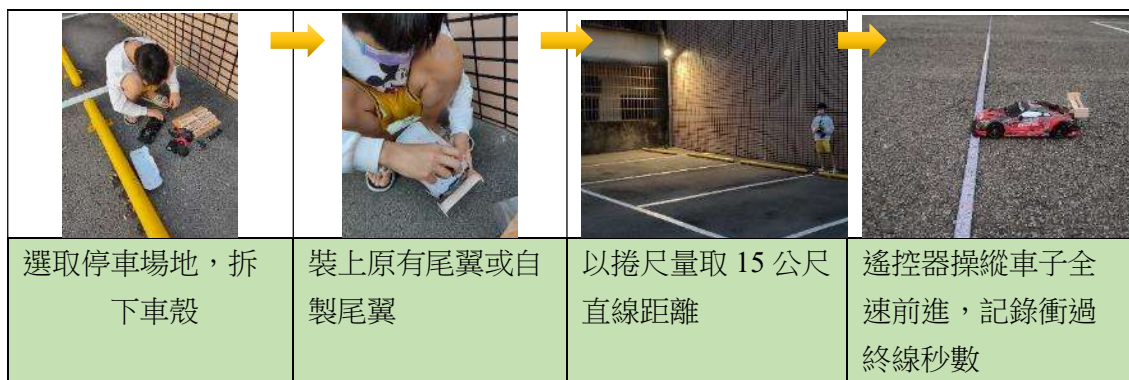 選取停車場地，拆
下車殼
裝上原有尾翼或自
製尾翼
以捲尺量取 15 公尺
直線距離
遙控器操縱車子全
速前進，記錄衝過
終線秒數